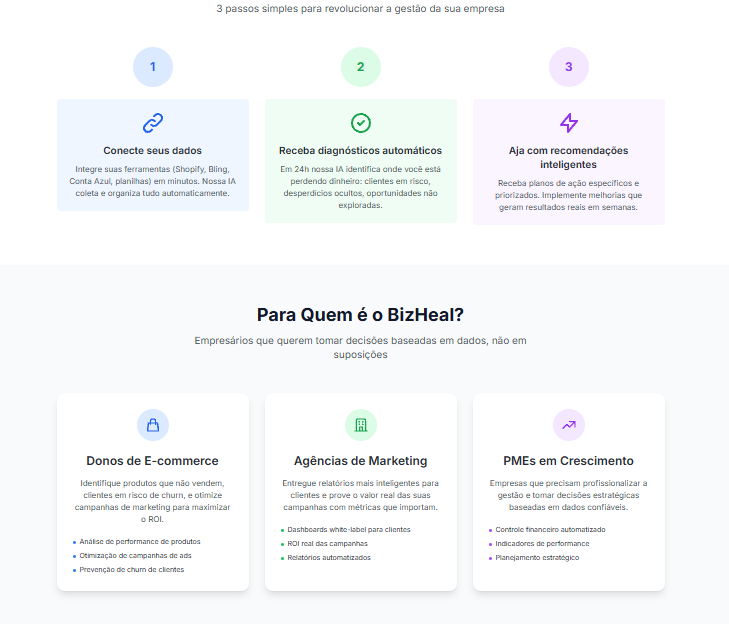 3 passos simples para revolucionar a gestão da sua empresa
1
2
3
Conecte seus dados
Integre suas ferramentas (Shopify, Bling,
Conta Azul, planilhas) em minutos. Nossa IA
coleta e organiza tudo automaticamente.
Receba diagnósticos automáticos
Em 24h nossa IA identifica onde você está
perdendo dinheiro: clientes em risco,
desperdícios ocultos, oportunidades não
exploradas.
Aja com recomendações
inteligentes
Receba planos de ação específicos e
priorizados. Implemente melhorias que
geram resultados reais em semanas.
Para Quem é o BizHeal?
Empresários que querem tomar decisões baseadas em dados, não em
suposições
Donos de E-commerce
Identifique produtos que não vendem,
clientes em risco de churn, e otimize
campanhas de marketing para maximizar
o ROI.
Análise de performance de produtos
Otimização de campanhas de ads
Prevenção de churn de clientes
Agências de Marketing
Entregue relatórios mais inteligentes para
clientes e prove o valor real das suas
campanhas com métricas que importam.
Dashboards white-label para clientes
ROI real das campanhas
Relatórios automatizados
PMEs em Crescimento
Empresas que precisam profissionalizar a
gestão e tomar decisões estratégicas
baseadas em dados confiáveis.
Controle financeiro automatizado
Indicadores de performance
Planejamento estratégico